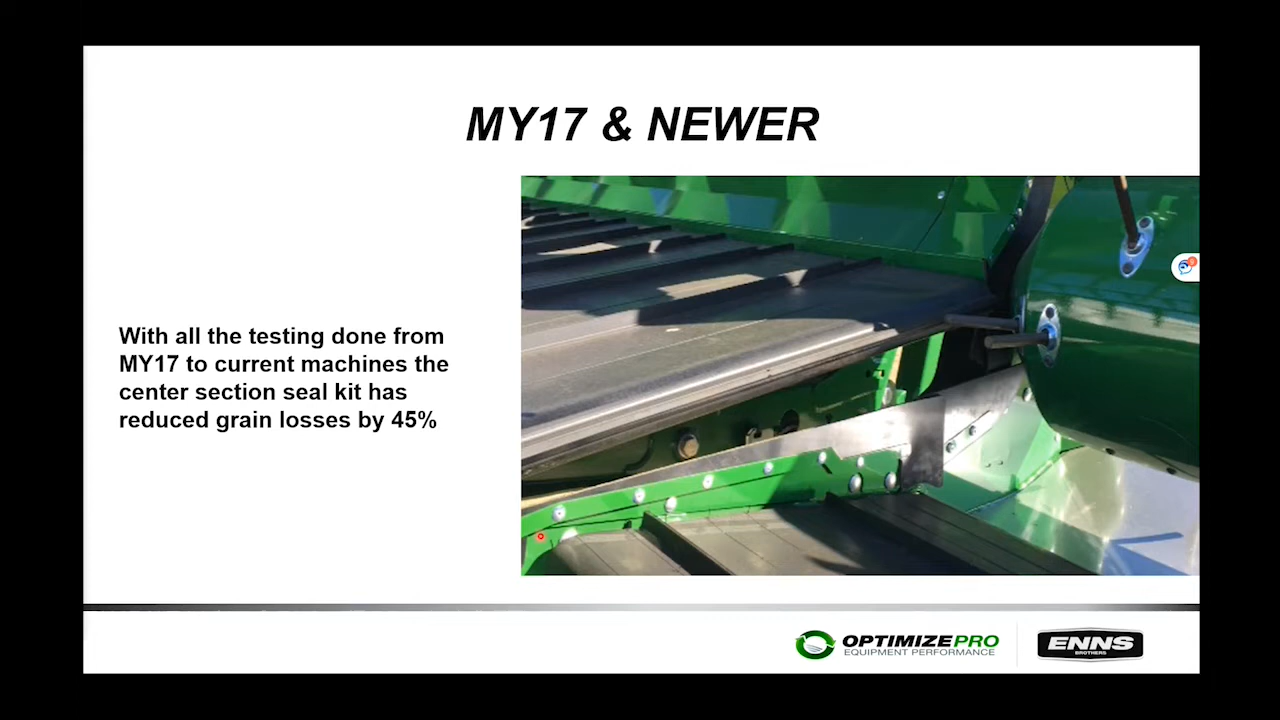 MY17 & NEWER
With all the testing done from
MY17 to current machines the
center section seal kit has
reduced grain losses by 45%
OPTIMIZEPRO
EQUIPMENT PERFORMANCE
ENNS
BROTHERS